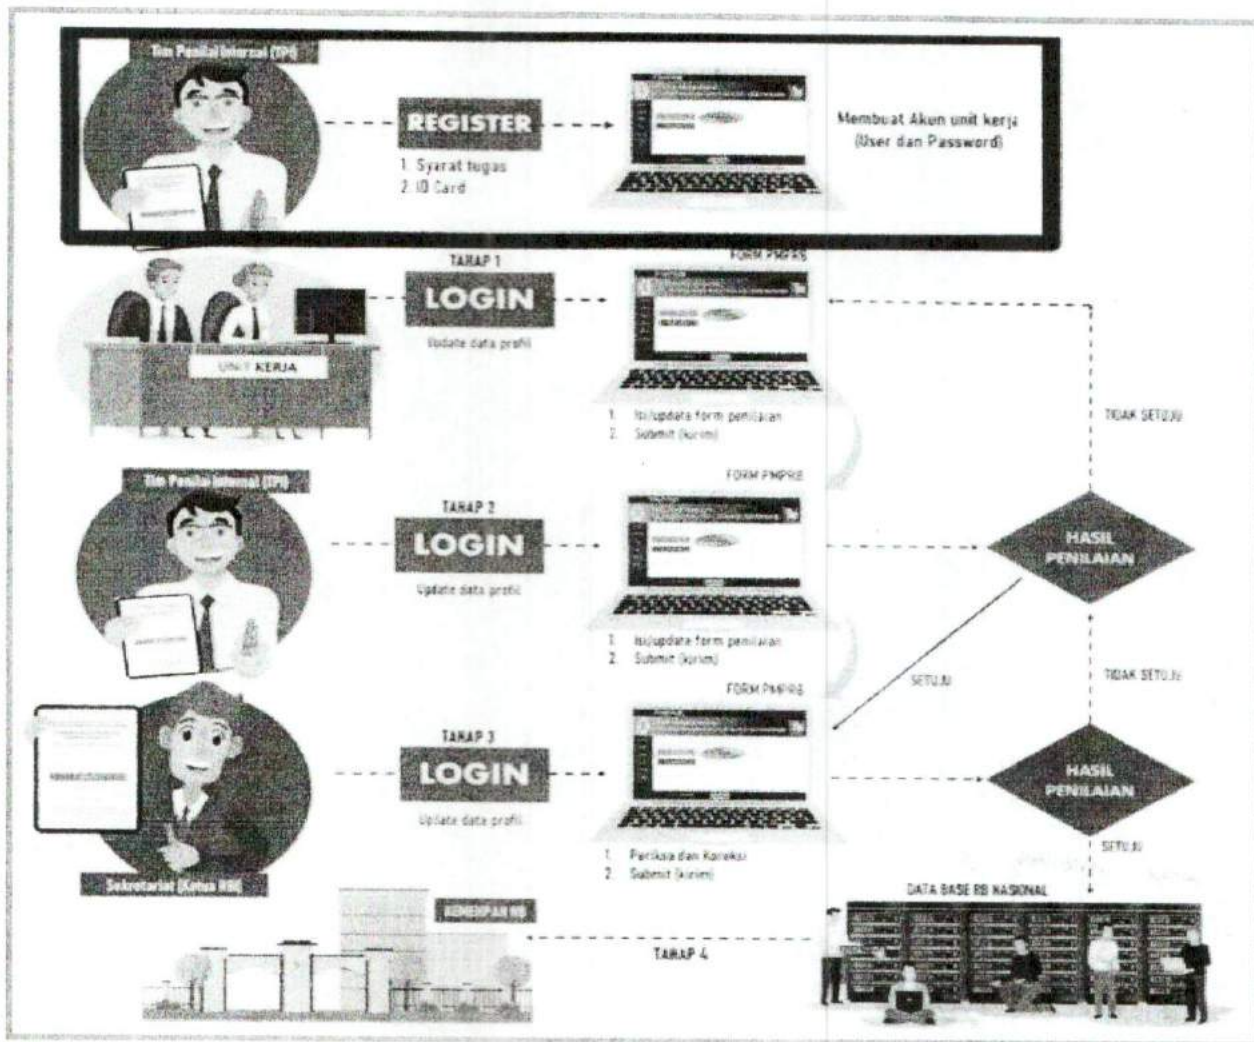 Tim Penilai Internal (TPI)
REGISTER
1. Syarat tugas
2. ID Card
Membuat Akun unit kerja
(User dan Password)
TAHAP 1
LOGIN
Update data profil
UNIT KERJA
FORM PMPRB
1. Isi/update form penilaian
2. Submit (kirim)
TIDAK SETUJU
Tim Penilai Internal (TPI)
TAHAP 2
LOGIN
Update data profil
FORM PMPRB
1. Isi/update form penilaian
2. Submit (kirim)
HASIL
PENILAIAN
SETUJU
TIDAK SETUJU
TAHAP 3
LOGIN
Update data profil
FORM PMPRB
1. Periksa dan Koreksi
2. Submit (kirim)
HASIL
PENILAIAN
SETUJU
Sekretariat (Ketua RBI)
KEMENPAN RB
TAHAP 4
DATA BASE RB NASIONAL